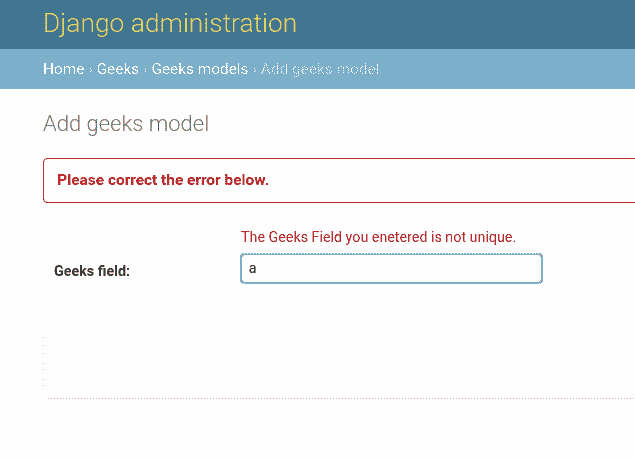 Django administration
Home › Geeks › Geeks models › Add geeks model
Add geeks model
Please correct the error below.
The Geeks Field you enetered is not unique.
Geeks field:
a